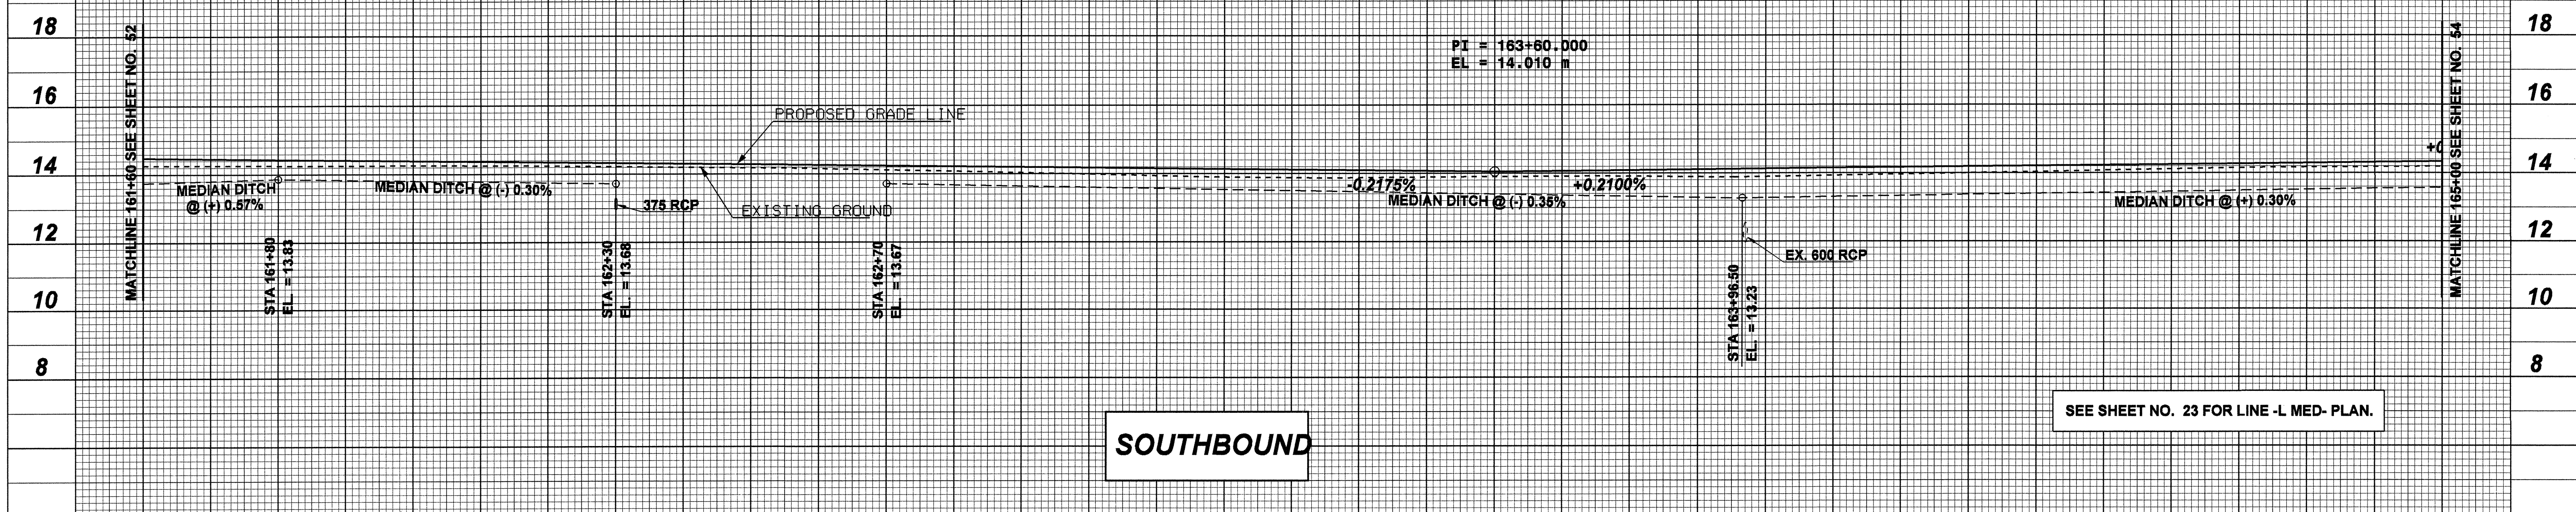 18
18
PI = 163+60.000
EL = 14.010 m
16
16
PROPOSED GRADE LINE
14
14
MATCHLINE 161+60 SEE SHEET NO. 52
MATCHLINE 165+00 SEE SHEET NO. 54
+0
MEDIAN DITCH
@ (+) 0.57%
MEDIAN DITCH @ (-) 0.30%
-0.2175%
+0.2100%
375 RCP
EXISTING GROUND
MEDIAN DITCH @ (-) 0.35%
MEDIAN DITCH @ (+) 0.30%
12
12
STA 161+80
EL. = 13.83
STA 162+30
EL. = 13.68
STA 162+70
EL. = 13.67
EX. 600 RCP
STA 163+96.50
EL. = 13.23
10
10
8
8
SEE SHEET NO. 23 FOR LINE -L MED- PLAN.
SOUTHBOUND